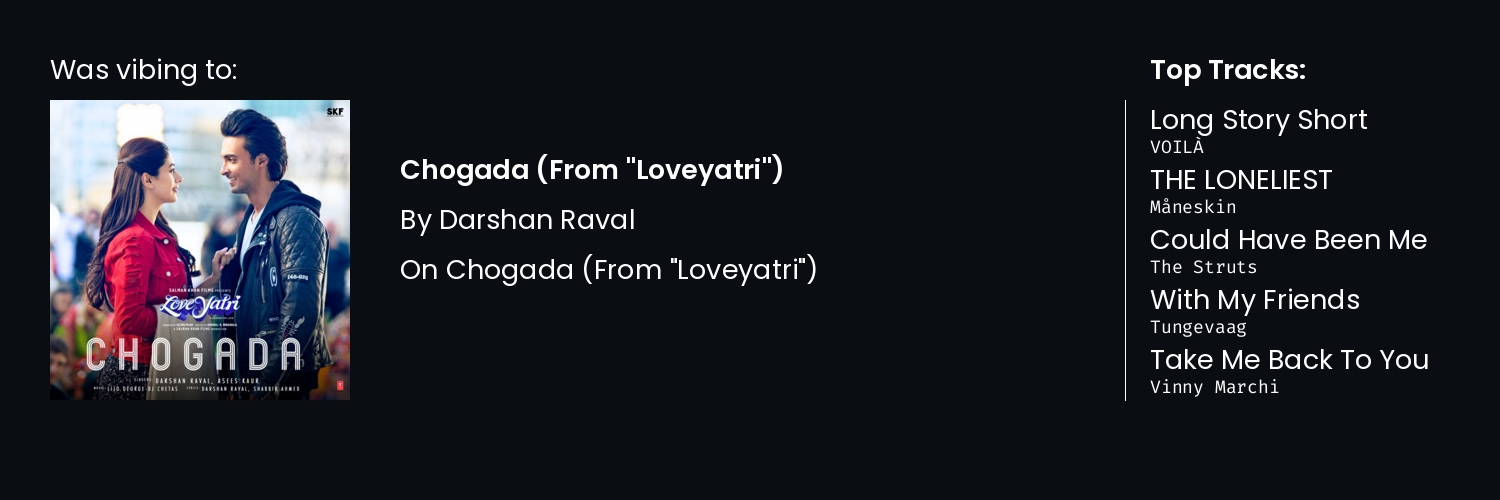 Was vibing to:
SKF
SALMAN KHAN FILMS PRESENTS
LoveYatri
CHOGADA
SINGERS DARSHAN RAVAL, ASEES KAUR
MUSIC LIJO GEORGE-DJ CHETAS LYRICS DARSHAN RAVAL, SHABBIR AHMED
Chogada (From "Loveyatri")
By Darshan Raval
On Chogada (From "Loveyatri")
Top Tracks:
Long Story Short
VOILÀ
THE LONELIEST
Måneskin
Could Have Been Me
The Struts
With My Friends
Tungevaag
Take Me Back To You
Vinny Marchi